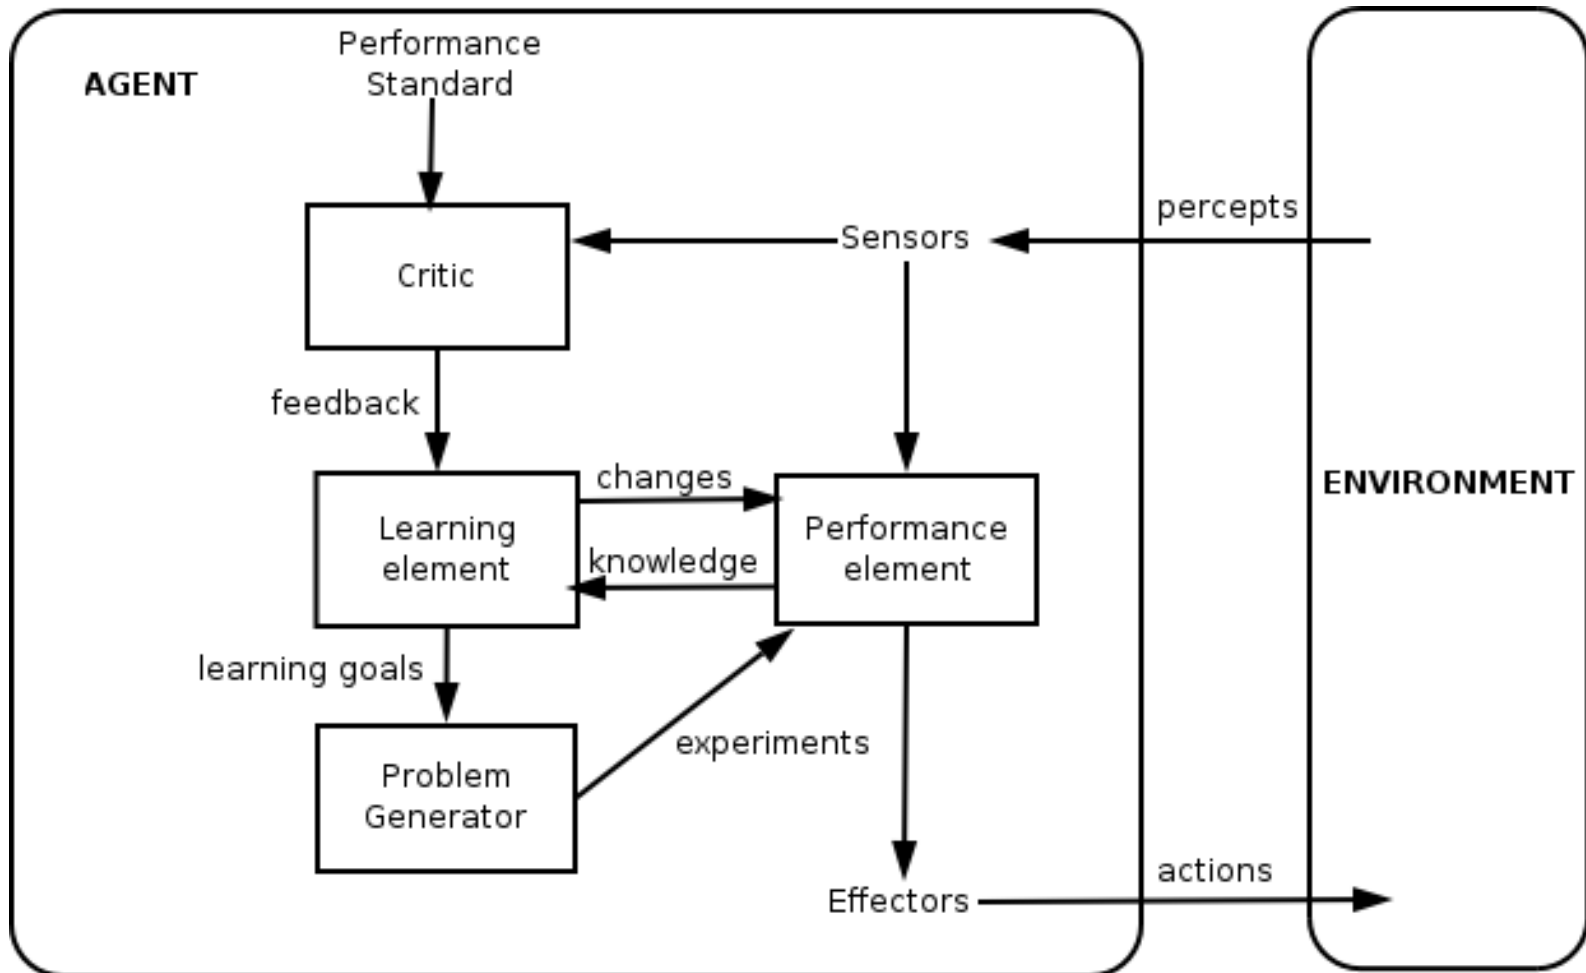 Performance
Standard
AGENT
percepts
Sensors
Critic
feedback
changes
ENVIRONMENT
Learning
element
Performance
element
knowledge
learning goals
experiments
Problem
Generator
actions
Effectors